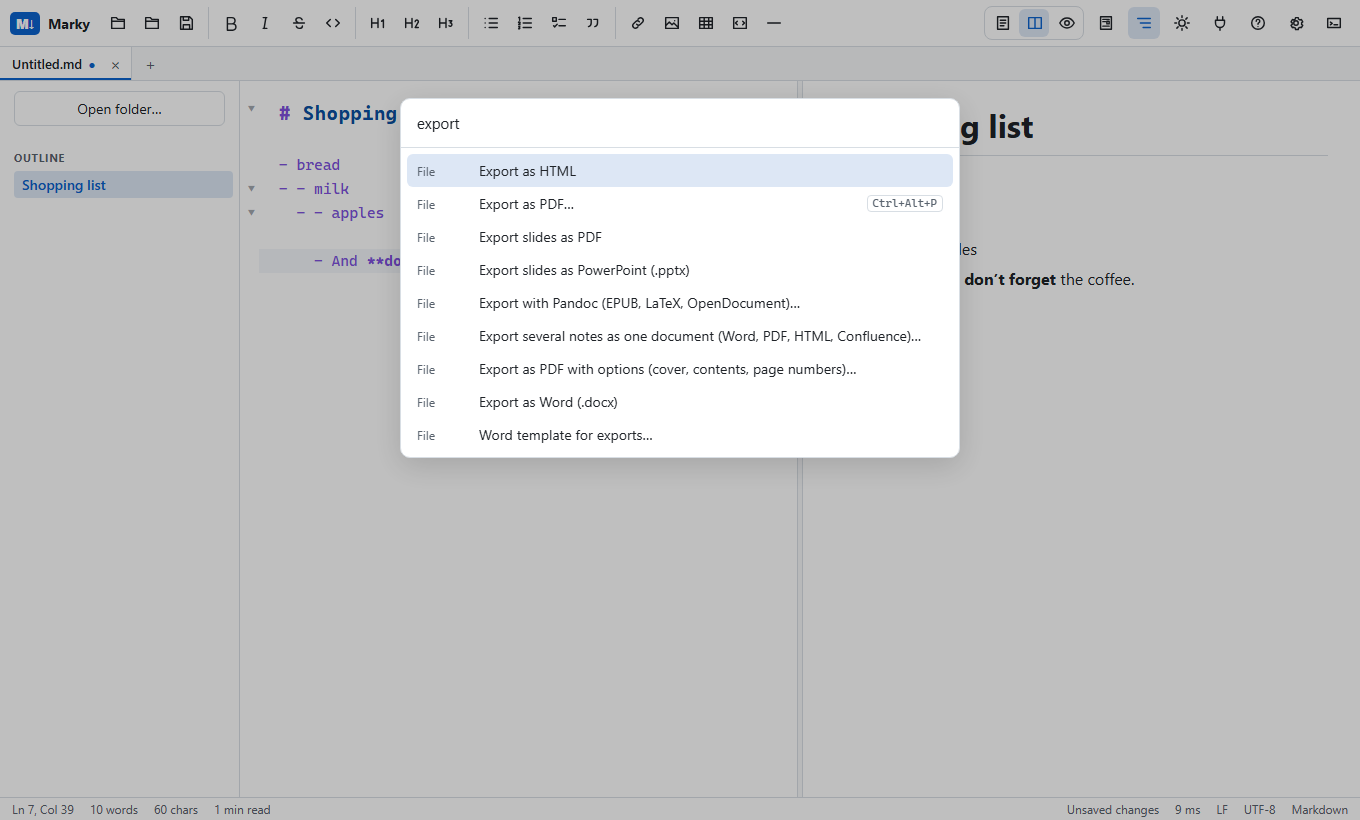 M↓ Marky B I S <> H1 H2 H3
Untitled.md ● × +
Open folder...
OUTLINE
Shopping list
# Shopping
- bread
- - milk
- - apples
- And **do
export
File Export as HTML
File Export as PDF... Ctrl+Alt+P
File Export slides as PDF
File Export slides as PowerPoint (.pptx)
File Export with Pandoc (EPUB, LaTeX, OpenDocument)...
File Export several notes as one document (Word, PDF, HTML, Confluence)...
File Export as PDF with options (cover, contents, page numbers)...
File Export as Word (.docx)
File Word template for exports...
g list
les
don’t forget the coffee.
Ln 7, Col 39 10 words 60 chars 1 min read
Unsaved changes 9 ms LF UTF-8 Markdown